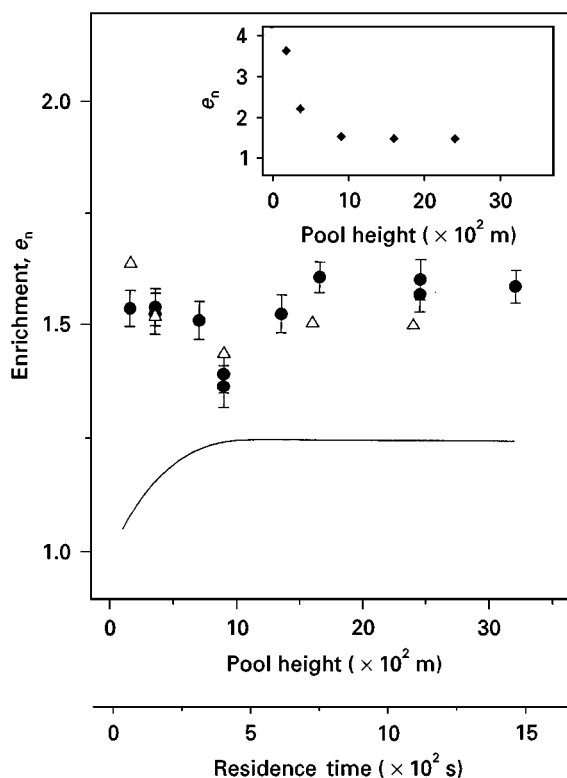 4
3
2
1
e_n
0 10 20 30
Pool height (× 10² m)
2.0
1.5
1.0
Enrichment, e_n
0 10 20 30
Pool height (× 10² m)
0 5 10 15
Residence time (× 10² s)